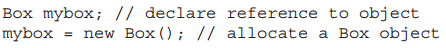 Box mybox; // declare reference to object
mybox = new Box(); // allocate a Box object